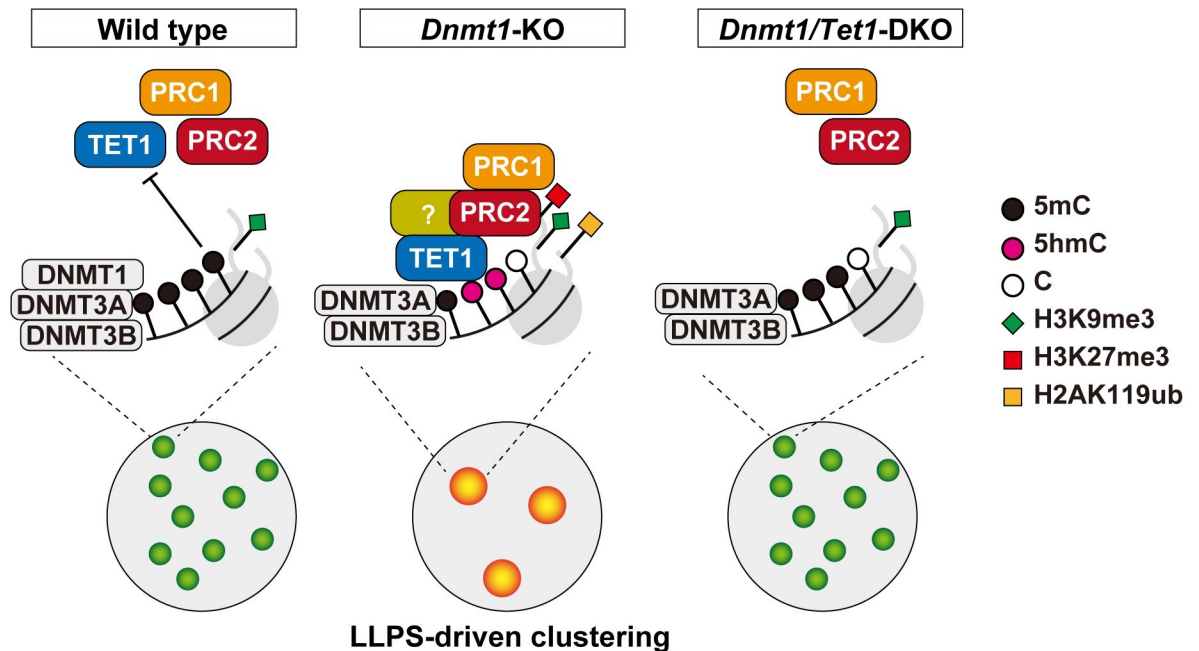 Wild type
Dnmt1-KO
Dnmt1/Tet1-DKO
PRC1
TET1
PRC2
DNMT1
DNMT3A
DNMT3B
PRC1
?
PRC2
TET1
DNMT3A
DNMT3B
PRC1
PRC2
DNMT3A
DNMT3B
5mC
5hmC
C
H3K9me3
H3K27me3
H2AK119ub
LLPS-driven clustering